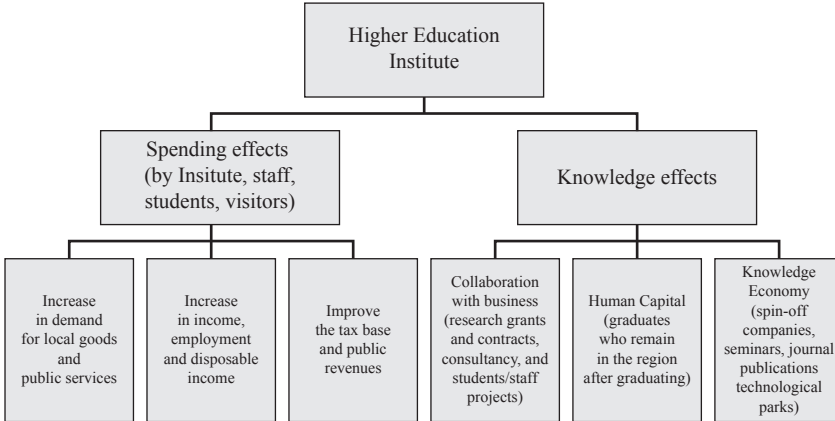 Higher Education
Institute
Spending effects
(by Insitute, staff,
students, visitors)
Knowledge effects
Increase
in demand
for local goods
and
public services
Increase
in income,
employment
and disposable
income
Improve
the tax base
and public
revenues
Collaboration
with business
(research grants
and contracts,
consultancy, and
students/staff
projects)
Human Capital
(graduates
who remain
in the region
after graduating)
Knowledge
Economy
(spin-off
companies,
seminars, journal
publications
technological
parks)